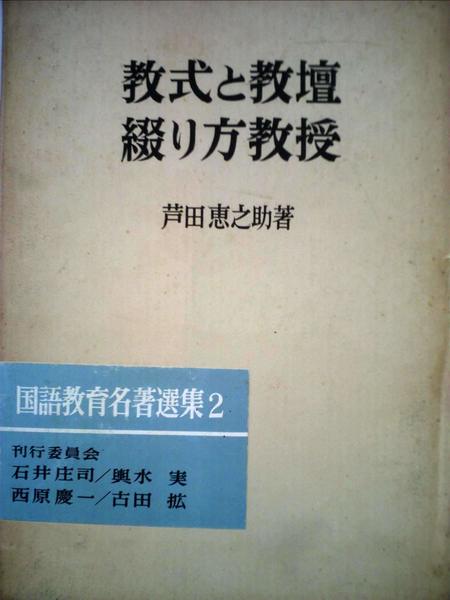 教式と教壇
綴り方教授
芦田恵之助著
国語教育名著選集2
刊行委員会
石井庄司/輿水 実
西原慶一/古田 拡